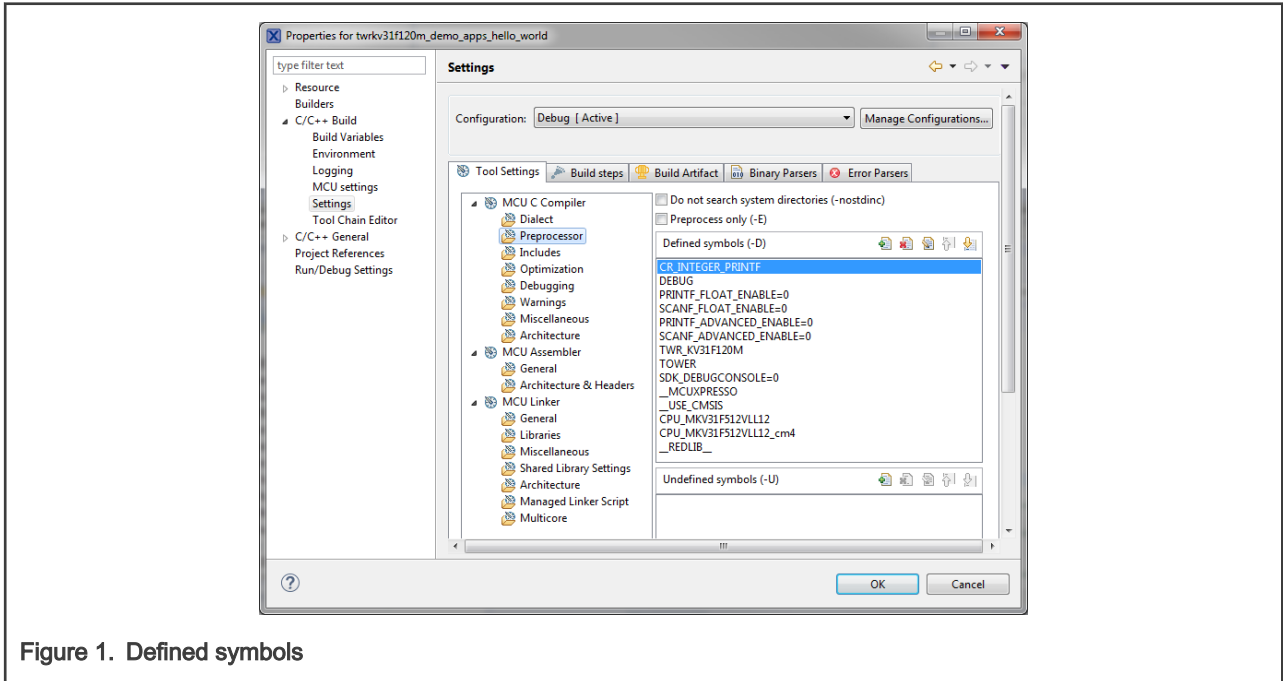 Properties for twrkv31f120m_demo_apps_hello_world
type filter text
Resource
Builders
C/C++ Build
Build Variables
Environment
Logging
MCU settings
Settings
Tool Chain Editor
C/C++ General
Project References
Run/Debug Settings
Settings
Configuration: Debug [ Active ] Manage Configurations...
Tool Settings Build steps Build Artifact Binary Parsers Error Parsers
MCU C Compiler
Dialect
Preprocessor
Includes
Optimization
Debugging
Warnings
Miscellaneous
Architecture
MCU Assembler
General
Architecture & Headers
MCU Linker
General
Libraries
Miscellaneous
Shared Library Settings
Architecture
Managed Linker Script
Multicore
Do not search system directories (-nostdinc)
Preprocess only (-E)
Defined symbols (-D)
CR_INTEGER_PRINTF
DEBUG
PRINTF_FLOAT_ENABLE=0
SCANF_FLOAT_ENABLE=0
PRINTF_ADVANCED_ENABLE=0
SCANF_ADVANCED_ENABLE=0
TWR_KV31F120M
TOWER
SDK_DEBUGCONSOLE=0
__MCUXPRESSO
__USE_CMSIS
CPU_MKV31F512VLL12
CPU_MKV31F512VLL12_cm4
__REDLIB__
Undefined symbols (-U)
OK Cancel
Figure 1. Defined symbols